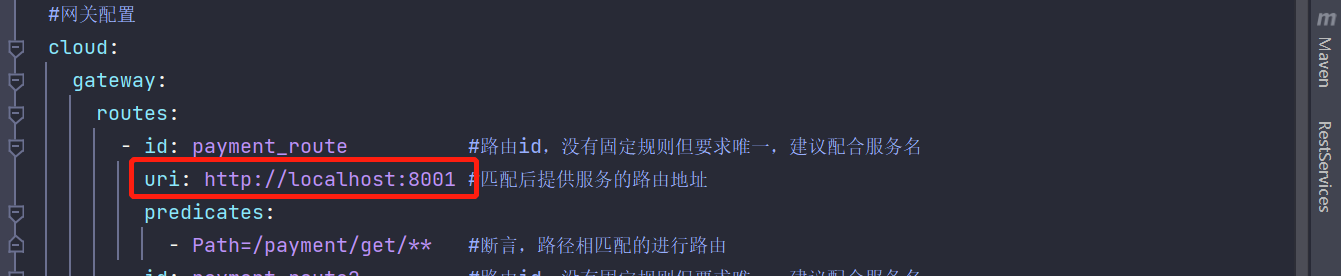 #网关配置
cloud:
gateway:
routes:
- id: payment_route #路由id，没有固定规则但要求唯一，建议配合服务名
uri: http://localhost:8001 #匹配后提供服务的路由地址
predicates:
- Path=/payment/get/** #断言，路径相匹配的进行路由
m
Maven
RestServices